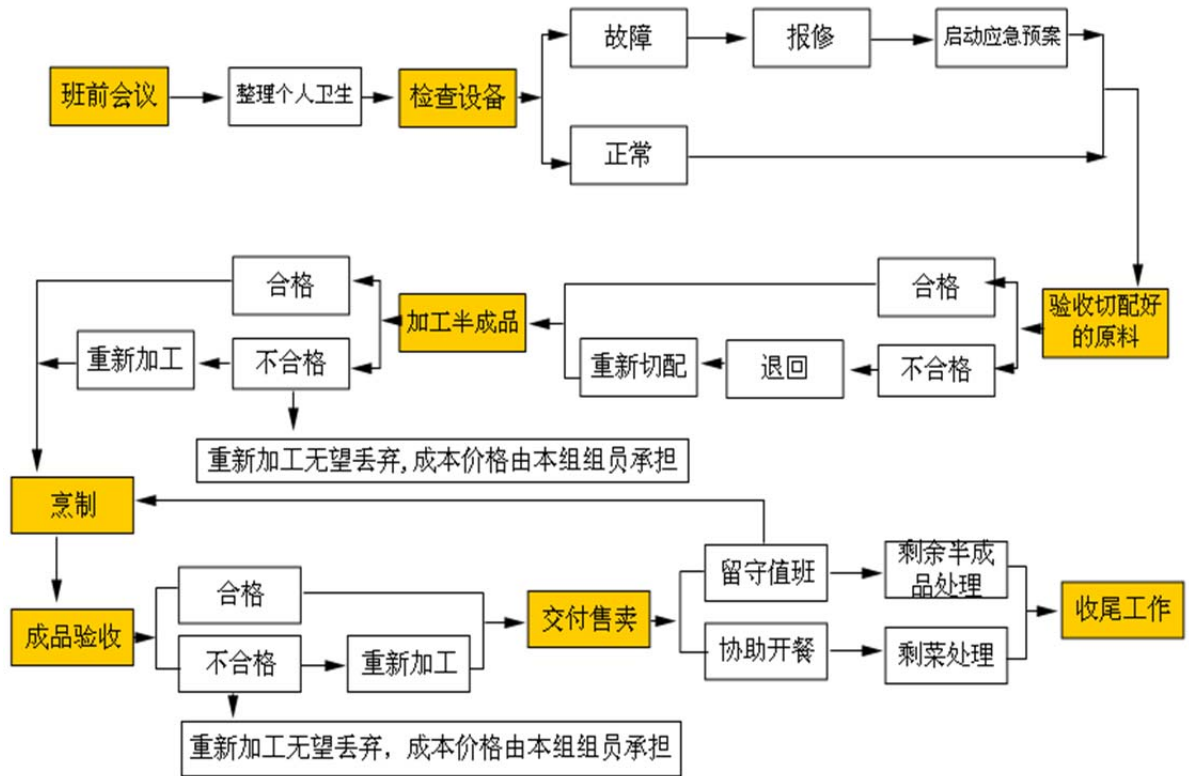 故障
报修
启动应急预案
班前会议
整理个人卫生
检查设备
正常
合格
加工半成品
合格
验收切配好
的原料
重新加工
不合格
重新切配
退回
不合格
重新加工无望丢弃,成本价格由本组组员承担
烹制
留守值班
剩余半成
品处理
合格
成品验收
交付售卖
收尾工作
不合格
重新加工
协助开餐
剩菜处理
重新加工无望丢弃，成本价格由本组组员承担